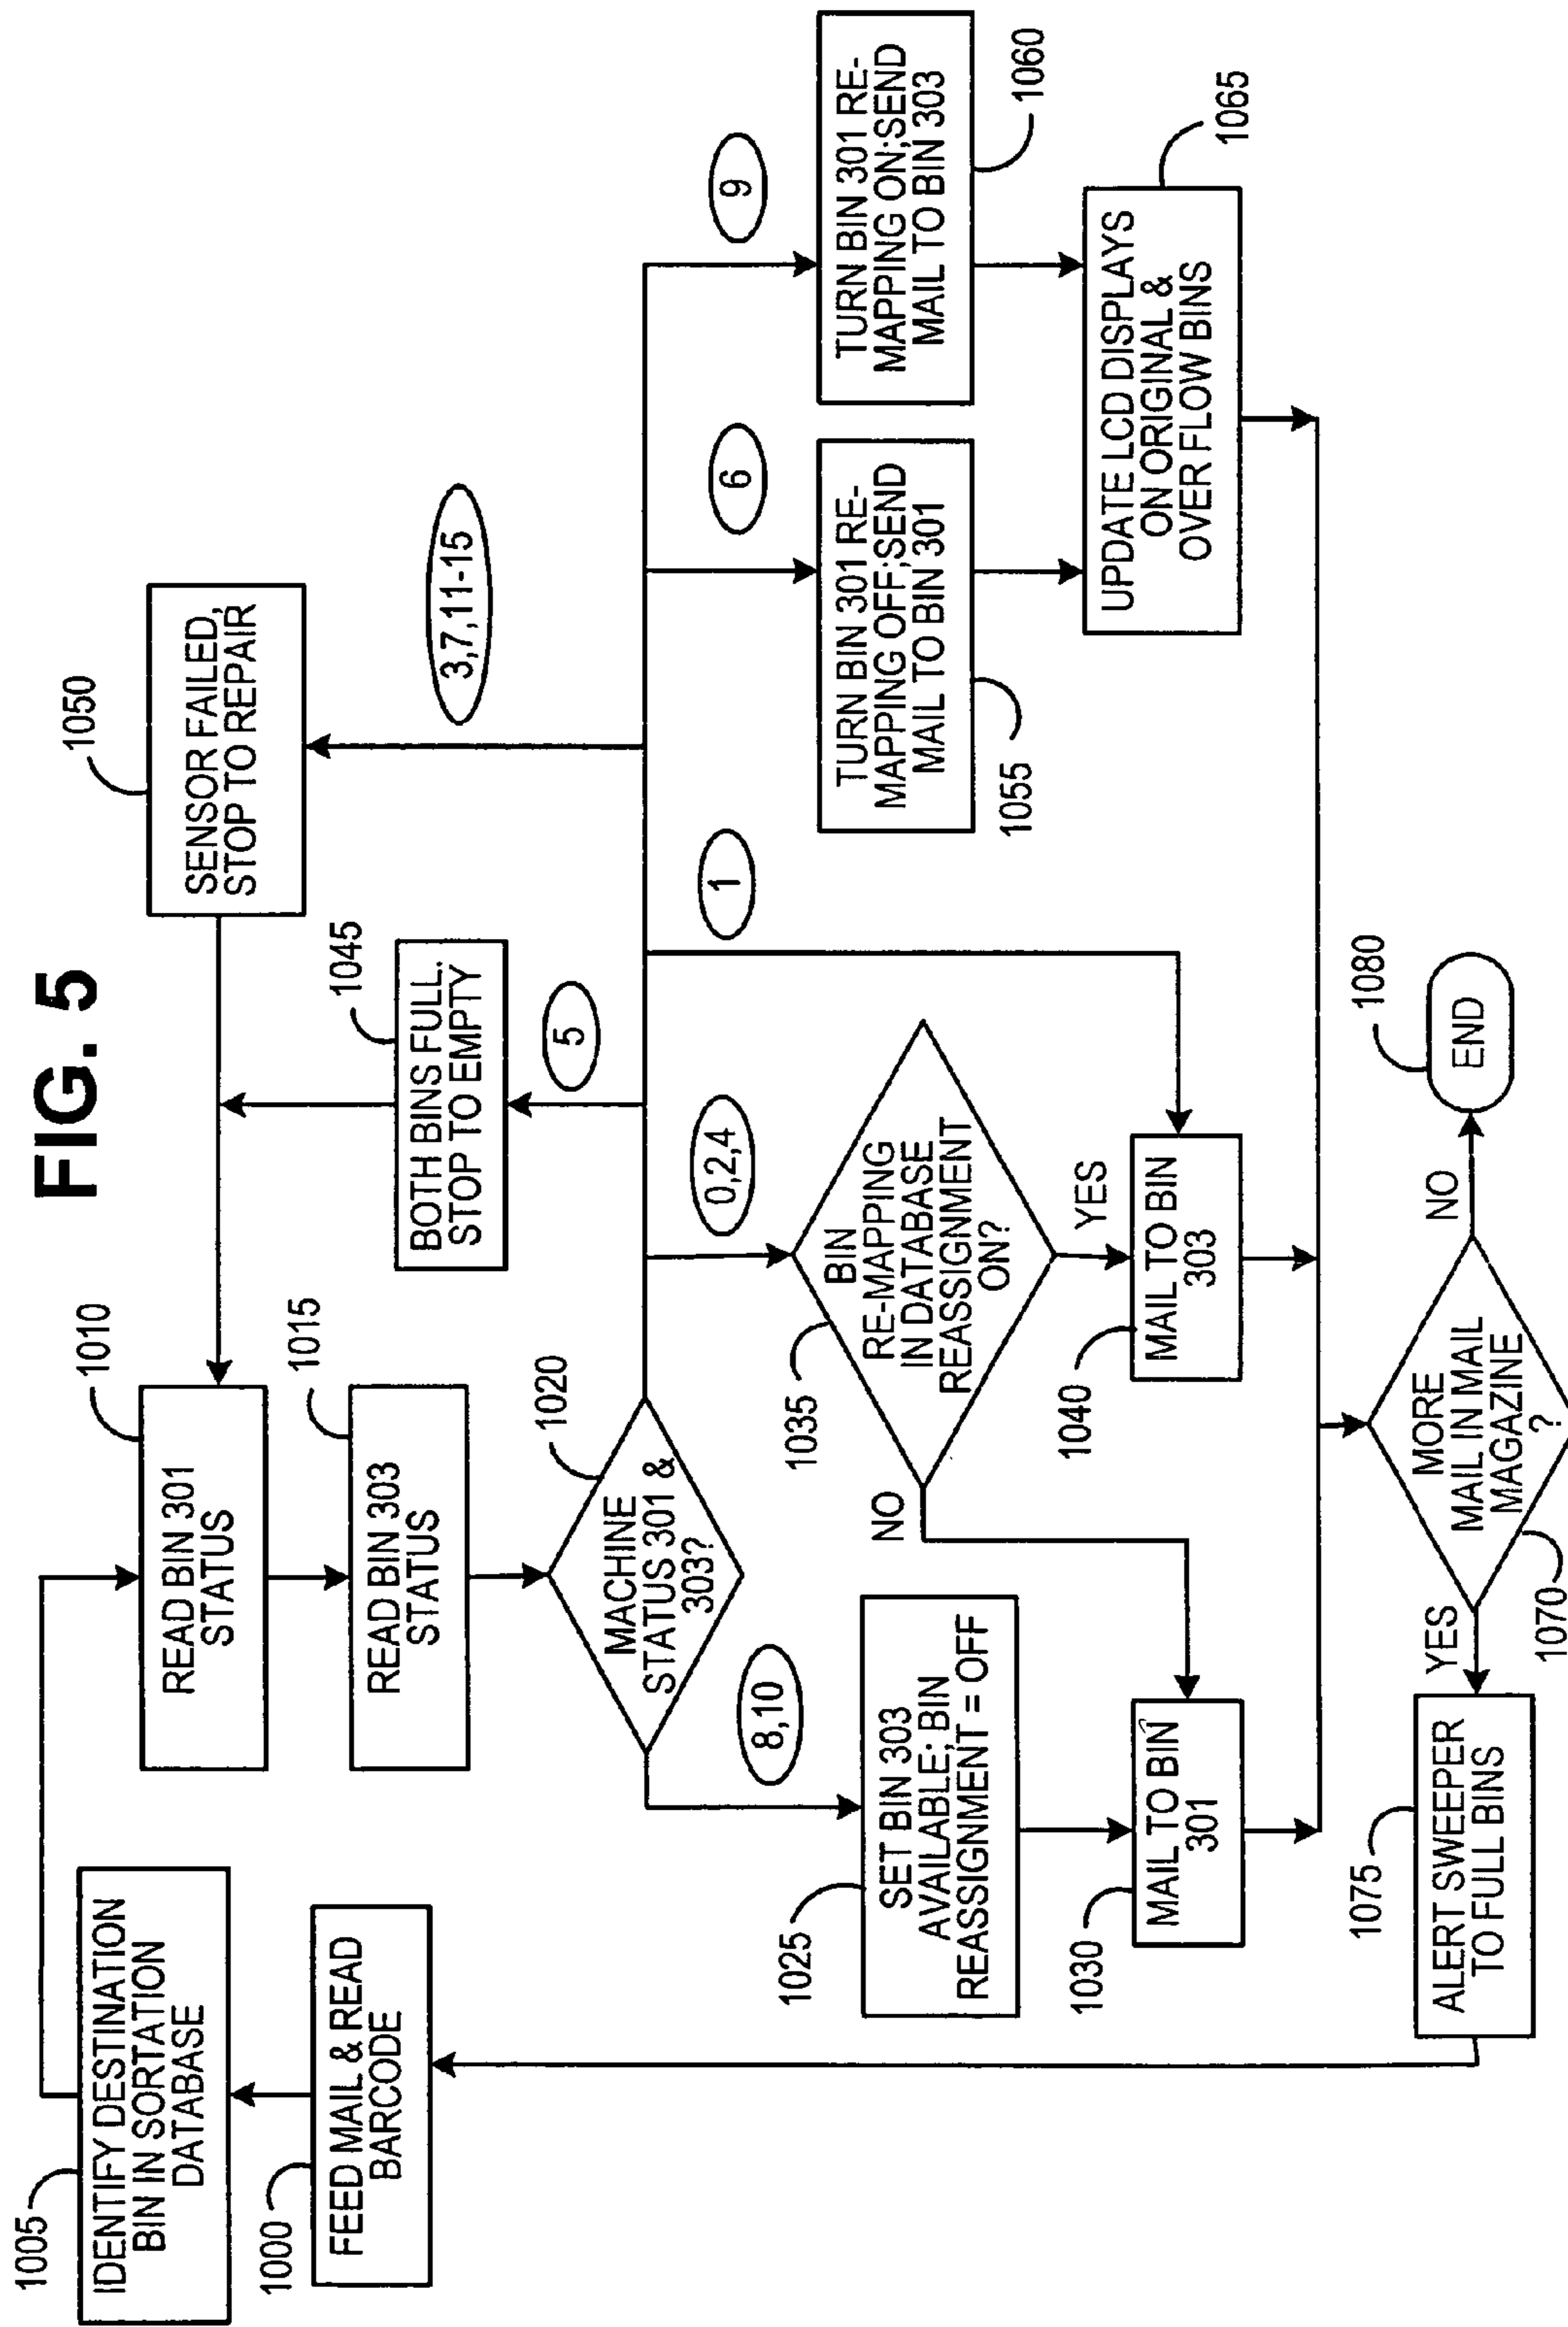 FIG. 5
1005
IDENTIFY DESTINATION
BIN IN SORTATION
DATABASE
1000
FEED MAIL & READ
BARCODE
1010
READ BIN 301
STATUS
1015
READ BIN 303
STATUS
1020
MACHINE
STATUS 301 &
303?
1050
SENSOR FAILED,
STOP TO REPAIR
3,7,11-15
1045
BOTH BINS FULL.
STOP TO EMPTY
5
8,10
1025
SET BIN 303
AVAILABLE; BIN
REASSIGNMENT = OFF
1030
MAIL TO BIN
301
0,2,4
1035
BIN
RE-MAPPING
IN DATABASE
REASSIGNMENT
ON?
NO
YES
1040
MAIL TO BIN
303
1
6
TURN BIN 301 RE-
MAPPING OFF;SEND
MAIL TO BIN 301
1055
9
TURN BIN 301 RE-
MAPPING ON;SEND
MAIL TO BIN 303
1060
1065
UPDATE LCD DISPLAYS
ON ORIGINAL &
OVER FLOW BINS
MORE
MAIL IN MAIL
MAGAZINE
?
1070
YES
NO
1075
ALERT SWEEPER
TO FULL BINS
1080
END